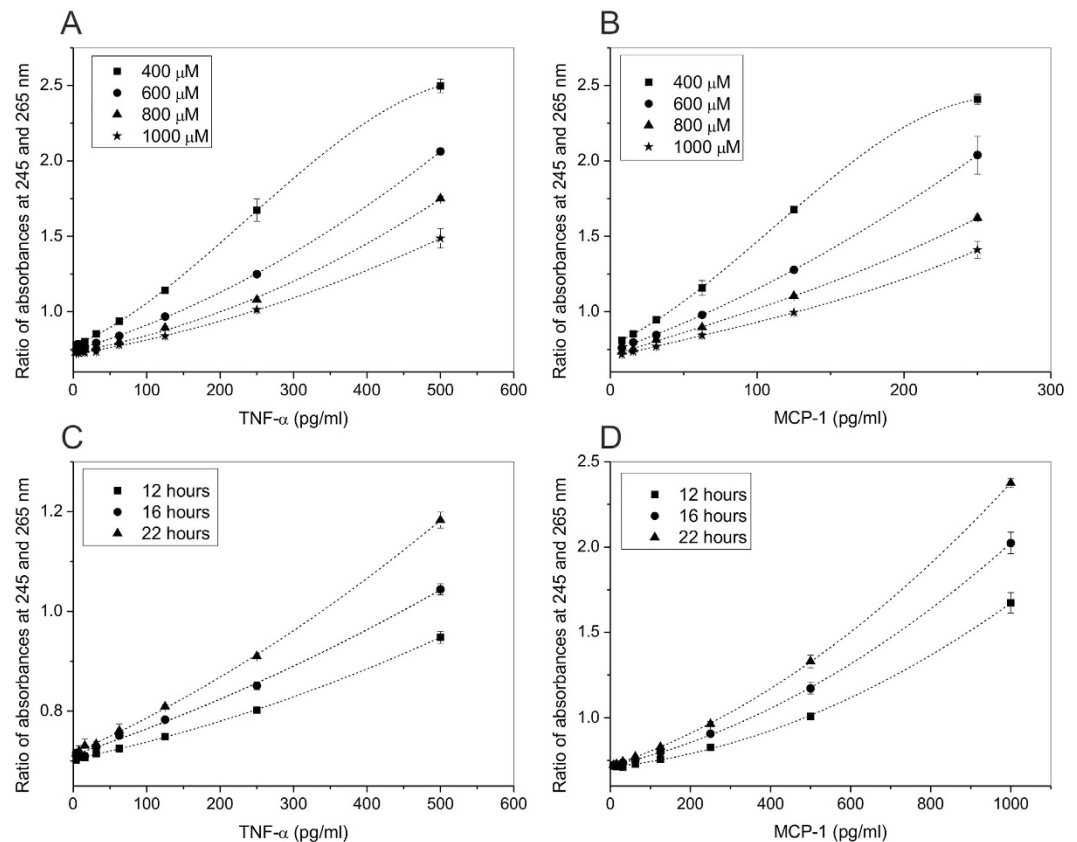 A
400 μM
600 μM
800 μM
1000 μM
2.5
2.0
1.5
1.0
0 100 200 300 400 500 600
TNF-α (pg/ml)
Ratio of absorbances at 245 and 265 nm
B
400 μM
600 μM
800 μM
1000 μM
2.5
2.0
1.5
1.0
0 100 200 300
MCP-1 (pg/ml)
Ratio of absorbances at 245 and 265 nm
C
12 hours
16 hours
22 hours
1.2
1.0
0.8
0 100 200 300 400 500 600
TNF-α (pg/ml)
Ratio of absorbances at 245 and 265 nm
D
12 hours
16 hours
22 hours
2.5
2.0
1.5
1.0
0 200 400 600 800 1000
MCP-1 (pg/ml)
Ratio of absorbances at 245 and 265 nm